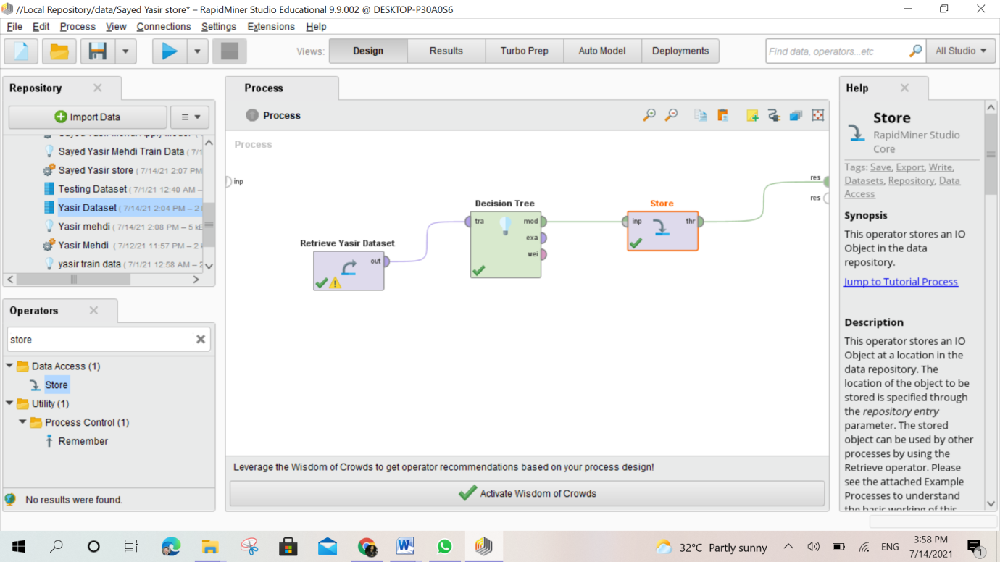 //Local Repository/data/Sayed Yasir store* – RapidMiner Studio Educational 9.9.002 @ DESKTOP-P30A0S6
File Edit Process View Connections Settings Extensions Help
Views: Design Results Turbo Prep Auto Model Deployments
Find data, operators...etc
All Studio
Repository
Import Data
Sayed Yasir Mehdi Apply Model
Sayed Yasir Mehdi Train Data ( 7/1
Sayed Yasir store ( 7/14/21 2:07 PM
Testing Dataset ( 7/1/21 12:40 AM –
Yasir Dataset ( 7/14/21 2:04 PM – 2
Yasir mehdi ( 7/14/21 2:08 PM – 5 kE
Yasir Mehdi ( 7/12/21 11:57 PM – 2
yasir train data ( 7/1/21 12:58 AM – 2
Operators
store
Data Access (1)
Store
Utility (1)
Process Control (1)
Remember
No results were found.
Process
Process
Process
inp
res
res
Retrieve Yasir Dataset
out
Decision Tree
tra mod
exa
wei
Store
inp thr
Leverage the Wisdom of Crowds to get operator recommendations based on your process design!
Activate Wisdom of Crowds
Help
Store
RapidMiner Studio
Core
Tags: Save, Export, Write,
Datasets, Repository, Data
Access
Synopsis
This operator stores an IO
Object in the data
repository.
Jump to Tutorial Process
Description
This operator stores an IO
Object at a location in the
data repository. The
location of the object to be
stored is specified through
the repository entry
parameter. The stored
object can be used by other
processes by using the
Retrieve operator. Please
see the attached Example
Processes to understand
the basic working of this
32°C Partly sunny
ENG
3:58 PM
7/14/2021
1